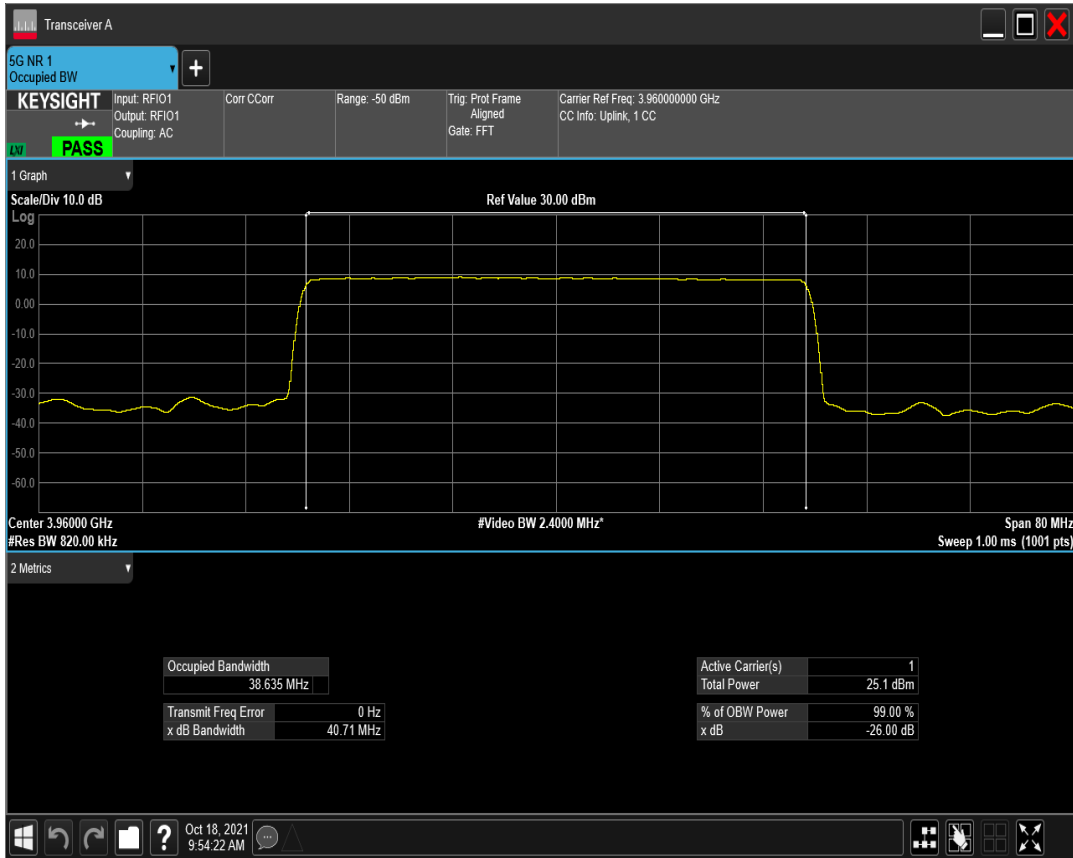 Transceiver A
5G NR 1
Occupied BW
KEYSIGHT
LXI
PASS
Input: RFIO1
Output: RFIO1
Coupling: AC
Corr CCorr
Range: -50 dBm
Trig: Prot Frame
Aligned
Gate: FFT
Carrier Ref Freq: 3.960000000 GHz
CC Info: Uplink, 1 CC
1 Graph
Scale/Div 10.0 dB
Ref Value 30.00 dBm
Log
20.0
10.0
0.00
-10.0
-20.0
-30.0
-40.0
-50.0
-60.0
Center 3.96000 GHz
#Video BW 2.4000 MHz*
Span 80 MHz
#Res BW 820.00 kHz
Sweep 1.00 ms (1001 pts)
2 Metrics
Occupied Bandwidth
38.635 MHz
Transmit Freq Error 0 Hz
x dB Bandwidth 40.71 MHz
Active Carrier(s) 1
Total Power 25.1 dBm
% of OBW Power 99.00 %
x dB -26.00 dB
Oct 18, 2021
9:54:22 AM